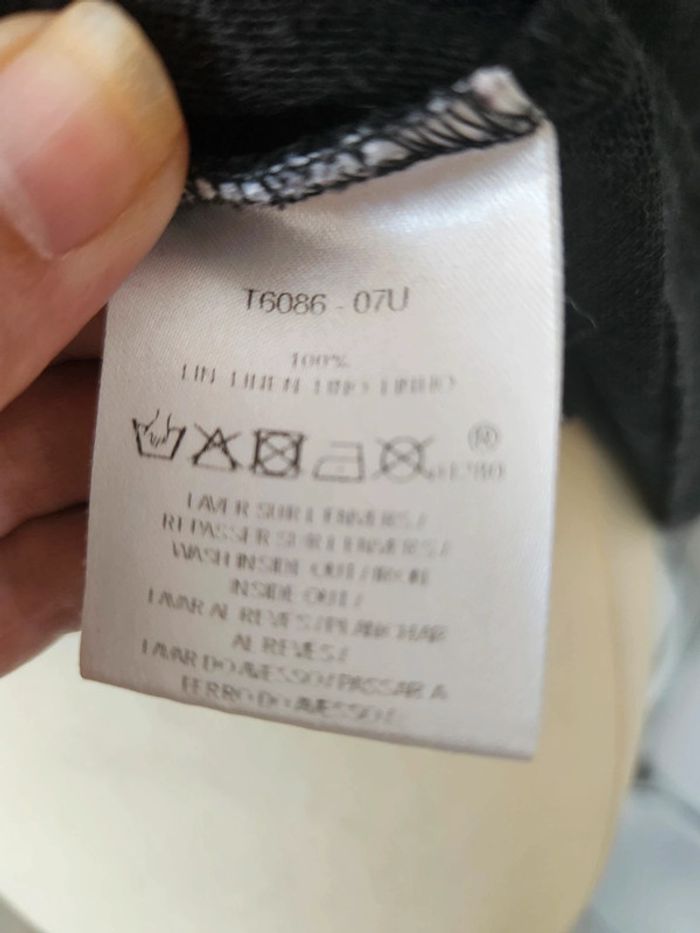 T6086 - 07U
100%
LIN LINEN LINO LINHO
®
LAVER SUR L'ENVERS /
REPASSER SUR L'ENVERS /
WASH INSIDE OUT / IRON
INSIDE OUT /
LAVAR AL REVES / PLANCHAR
AL REVES /
LAVAR DO AVESSO / PASSAR A
FERRO DO AVESSO /